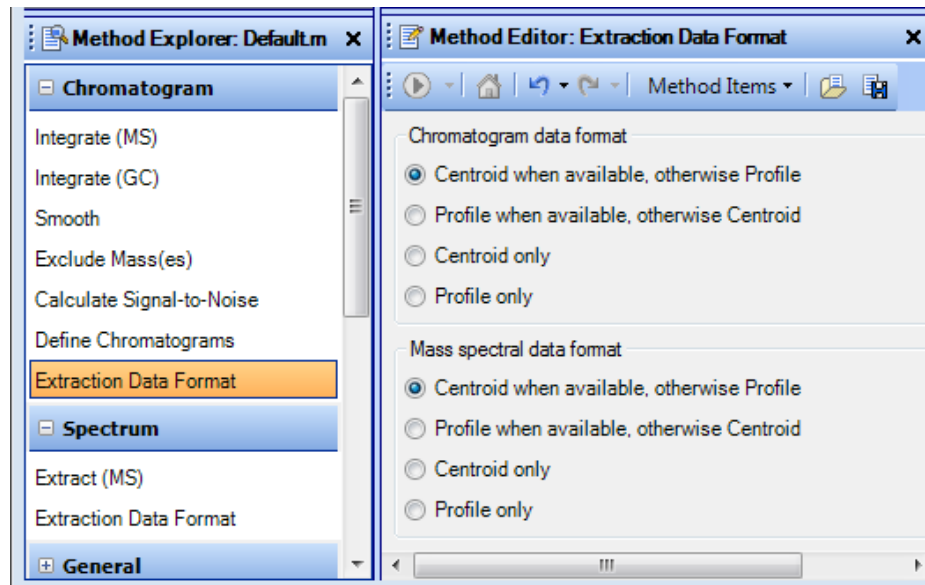 Method Explorer: Default.m
Chromatogram
Integrate (MS)
Integrate (GC)
Smooth
Exclude Mass(es)
Calculate Signal-to-Noise
Define Chromatograms
Extraction Data Format
Spectrum
Extract (MS)
Extraction Data Format
General
Method Editor: Extraction Data Format
Method Items
Chromatogram data format
Centroid when available, otherwise Profile
Profile when available, otherwise Centroid
Centroid only
Profile only
Mass spectral data format
Centroid when available, otherwise Profile
Profile when available, otherwise Centroid
Centroid only
Profile only